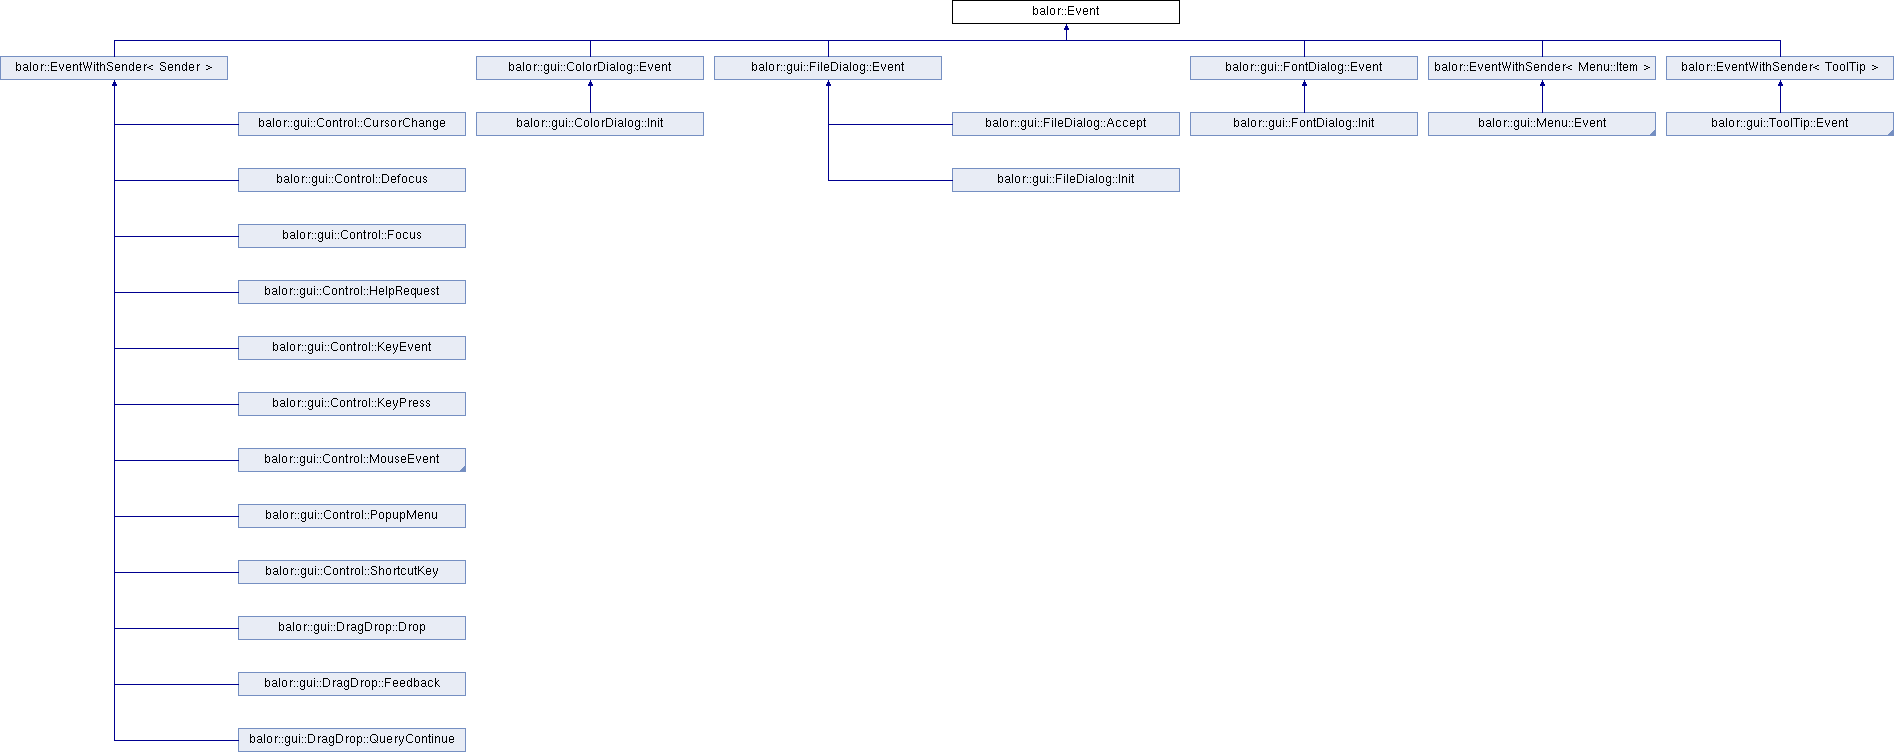 balor::Event
balor::EventWithSender< Sender >
balor::gui::ColorDialog::Event
balor::gui::FileDialog::Event
balor::gui::FontDialog::Event
balor::EventWithSender< Menu::Item >
balor::EventWithSender< ToolTip >
balor::gui::Control::CursorChange
balor::gui::ColorDialog::Init
balor::gui::FileDialog::Accept
balor::gui::FontDialog::Init
balor::gui::Menu::Event
balor::gui::ToolTip::Event
balor::gui::Control::Defocus
balor::gui::FileDialog::Init
balor::gui::Control::Focus
balor::gui::Control::HelpRequest
balor::gui::Control::KeyEvent
balor::gui::Control::KeyPress
balor::gui::Control::MouseEvent
balor::gui::Control::PopupMenu
balor::gui::Control::ShortcutKey
balor::gui::DragDrop::Drop
balor::gui::DragDrop::Feedback
balor::gui::DragDrop::QueryContinue